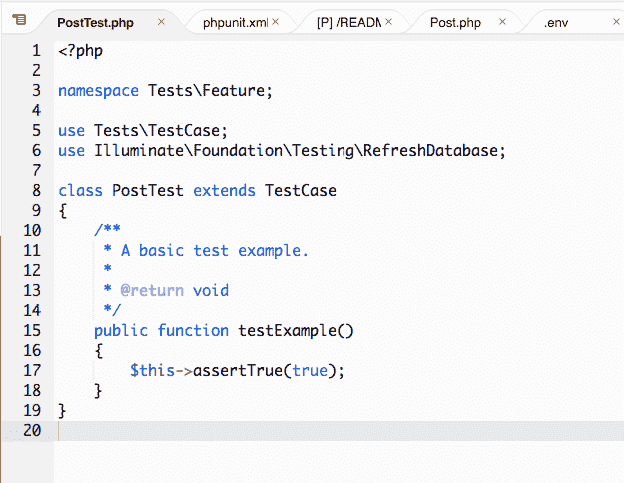 PostTest.php × phpunit.xml × [P] /READM × Post.php × .env ×
1 <?php
2
3 namespace Tests\Feature;
4
5 use Tests\TestCase;
6 use Illuminate\Foundation\Testing\RefreshDatabase;
7
8 class PostTest extends TestCase
9 {
10 /**
11 * A basic test example.
12 *
13 * @return void
14 */
15 public function testExample()
16 {
17 $this->assertTrue(true);
18 }
19 }
20